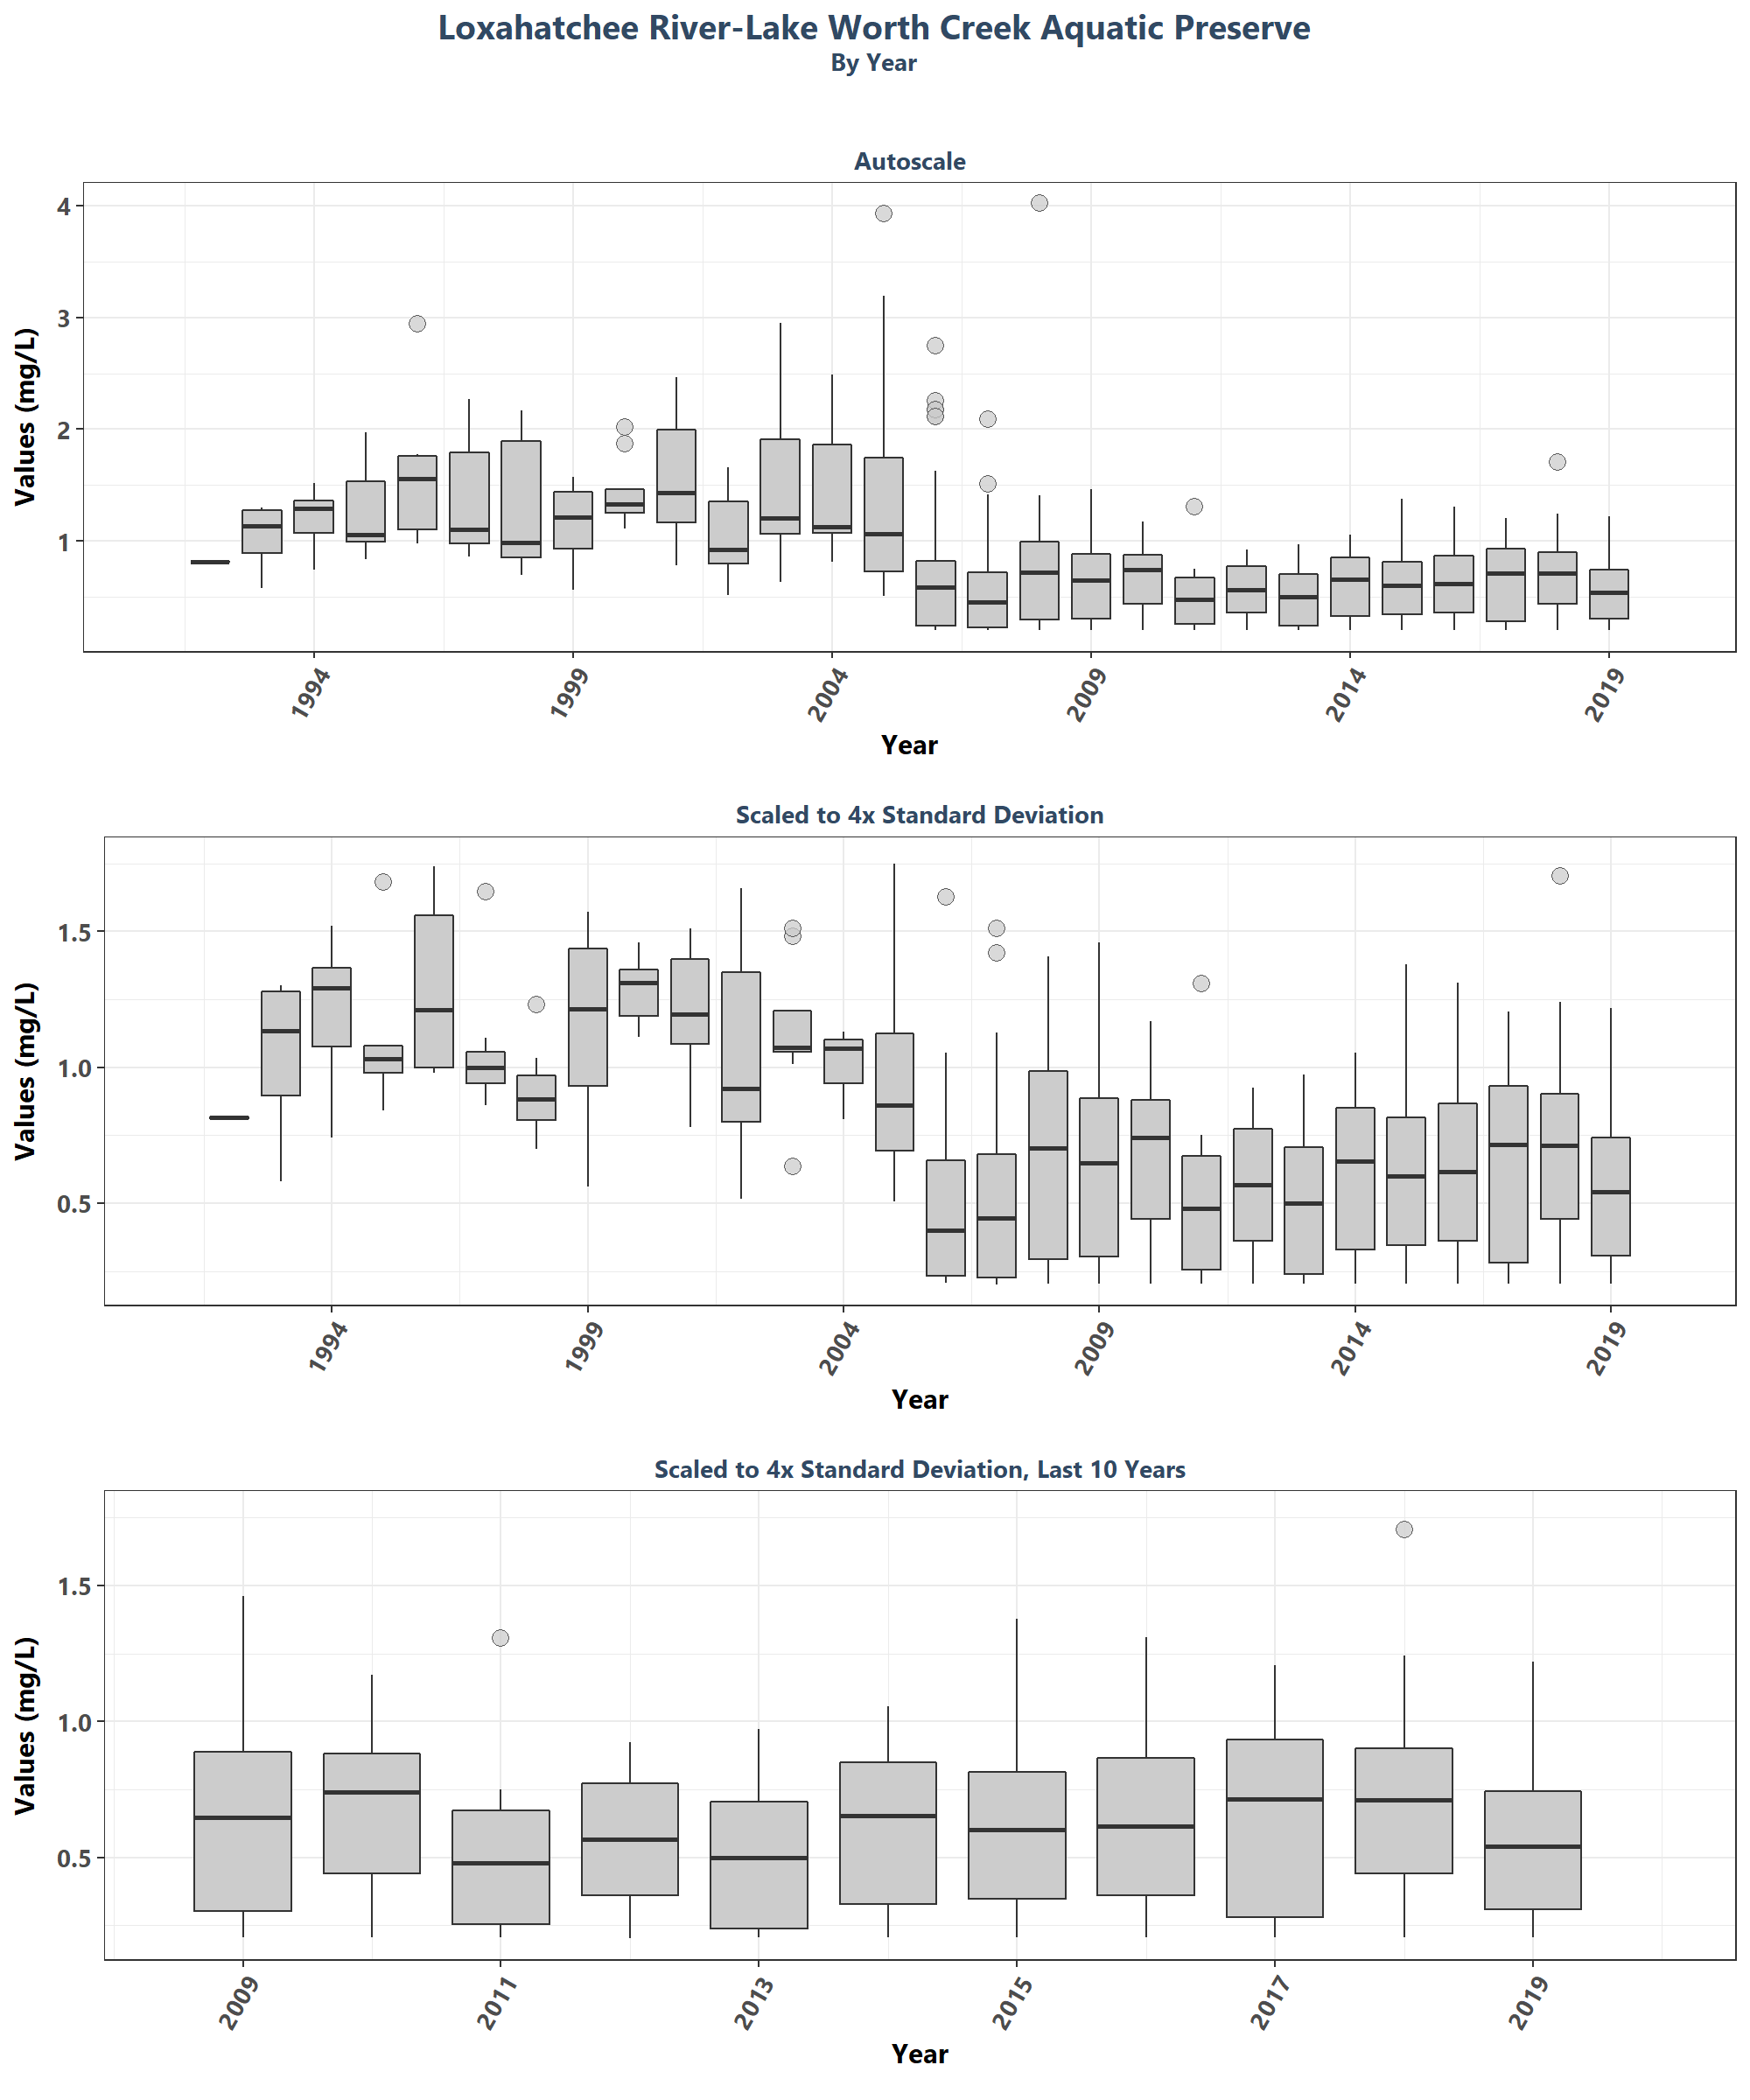 Loxahatchee River-Lake Worth Creek Aquatic Preserve
By Year
Autoscale
Values (mg/L)
4
3
2
1
1994
1999
2004
2009
2014
2019
Year
Scaled to 4x Standard Deviation
Values (mg/L)
1.5
1.0
0.5
1994
1999
2004
2009
2014
2019
Year
Scaled to 4x Standard Deviation, Last 10 Years
Values (mg/L)
1.5
1.0
0.5
2009
2011
2013
2015
2017
2019
Year